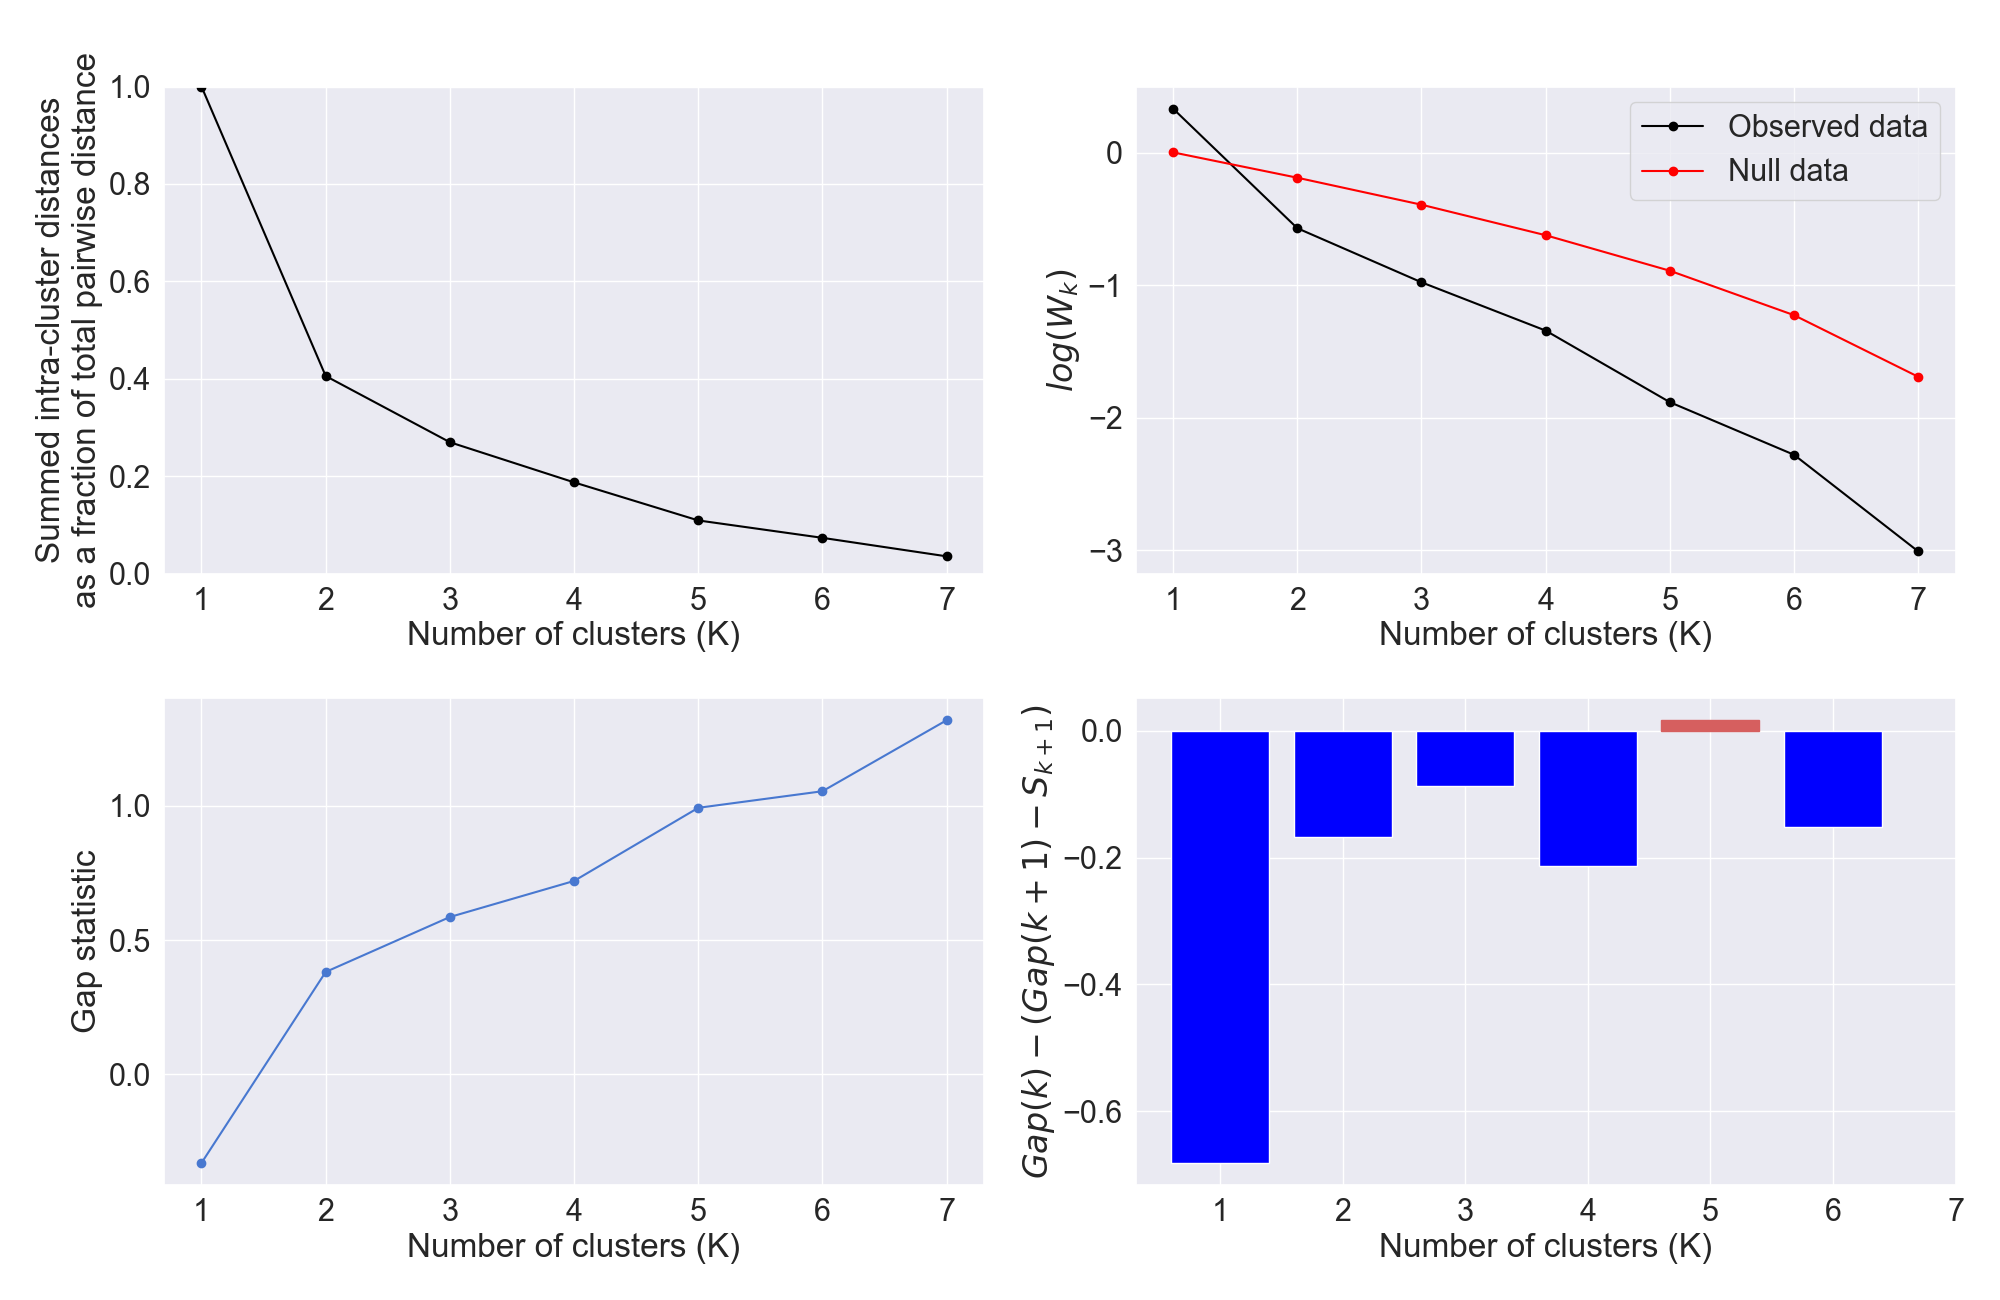 Summed intra-cluster distances
as a fraction of total pairwise distance
1.0
0.8
0.6
0.4
0.2
0.0
1 2 3 4 5 6 7
Number of clusters (K)
log(W_k)
0
−1
−2
−3
Observed data
Null data
1 2 3 4 5 6 7
Number of clusters (K)
Gap statistic
1.0
0.5
0.0
1 2 3 4 5 6 7
Number of clusters (K)
Gap(k) − (Gap(k + 1) − S_{k+1})
0.0
−0.2
−0.4
−0.6
1 2 3 4 5 6 7
Number of clusters (K)